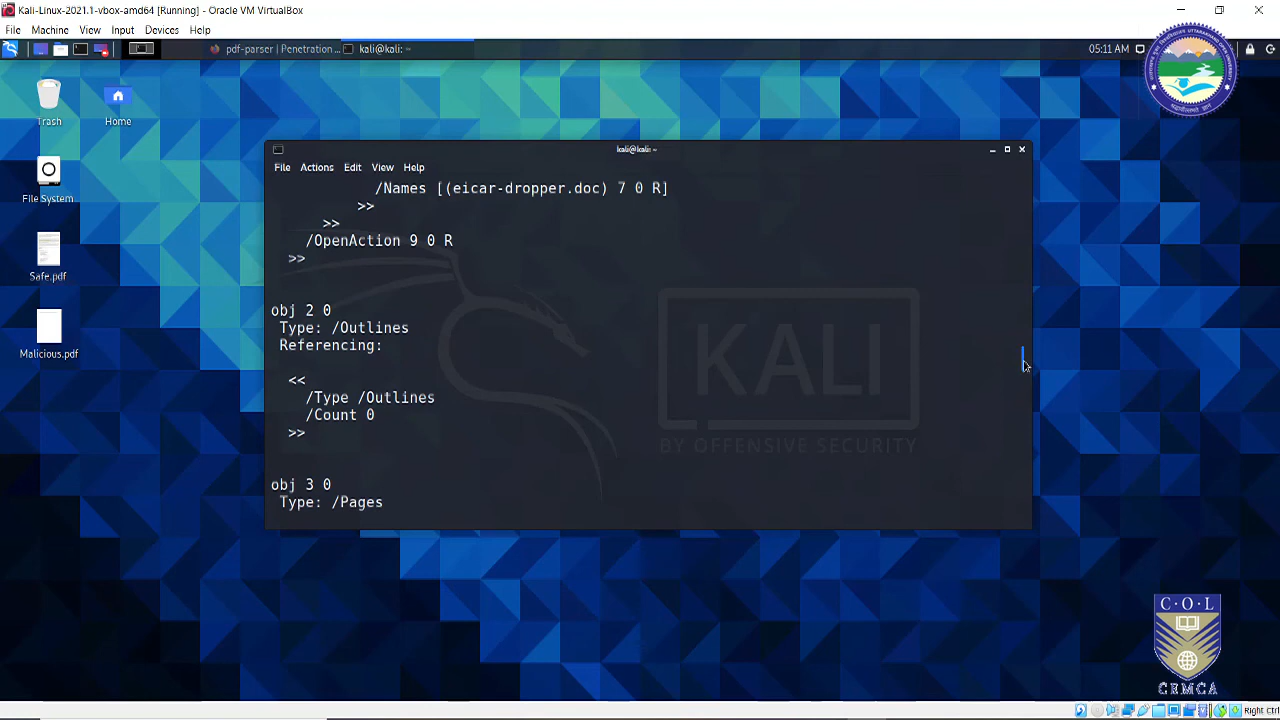 Kali-Linux-2021.1-vbox-amd64 [Running] - Oracle VM VirtualBox
File Machine View Input Devices Help
pdf-parser | Penetration ... kali@kali: ~ 05:11 AM
Trash
Home
File System
Safe.pdf
Malicious.pdf
kali@kali: ~
File Actions Edit View Help
/Names [(eicar-dropper.doc) 7 0 R]
>>
>>
/OpenAction 9 0 R
>>
obj 2 0
Type: /Outlines
Referencing:
<<
/Type /Outlines
/Count 0
>>
obj 3 0
Type: /Pages
KALI
BY OFFENSIVE SECURITY
C·O·L
CEMCA
Right Ctrl